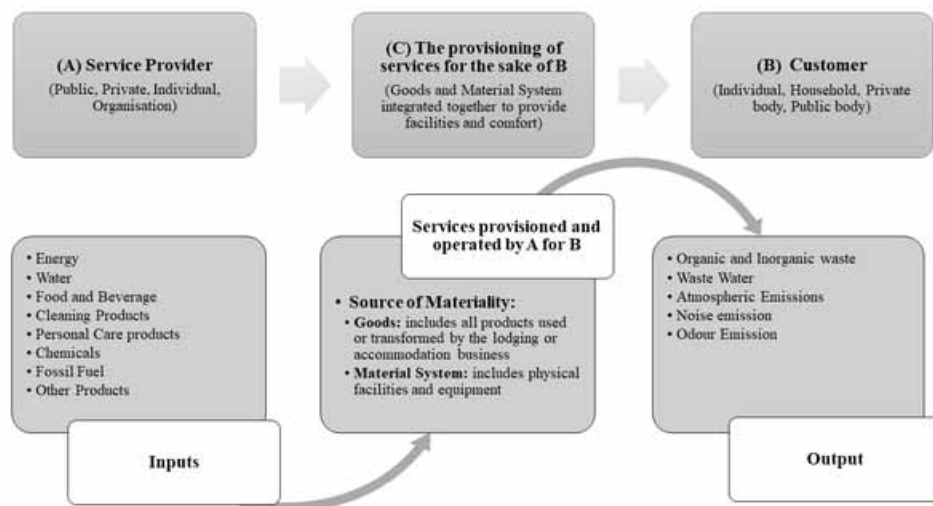 (A) Service Provider
(Public, Private, Individual,
Organisation)
(C) The provisioning of
services for the sake of B
(Goods and Material System
integrated together to provide
facilities and comfort)
(B) Customer
(Individual, Household, Private
body, Public body)
• Energy
• Water
• Food and Beverage
• Cleaning Products
• Personal Care products
• Chemicals
• Fossil Fuel
• Other Products
Inputs
Services provisioned and
operated by A for B
• Source of Materiality:
• Goods: includes all products used
or transformed by the lodging or
accommodation business
• Material System: includes physical
facilities and equipment
• Organic and Inorganic waste
• Waste Water
• Atmospheric Emissions
• Noise emission
• Odour Emission
Output